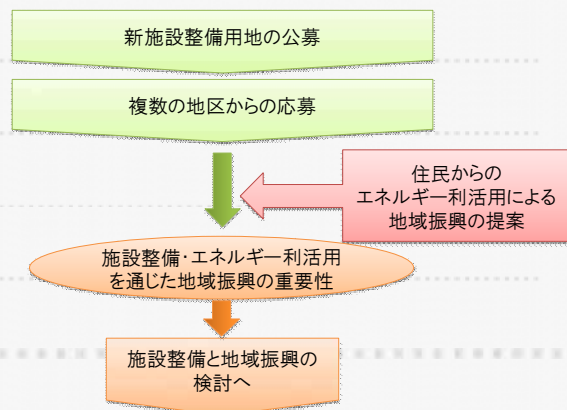 新施設整備用地の公募
複数の地区からの応募
住民からの
エネルギー利活用による
地域振興の提案
施設整備・エネルギー利活用
を通じた地域振興の重要性
施設整備と地域振興の
検討へ